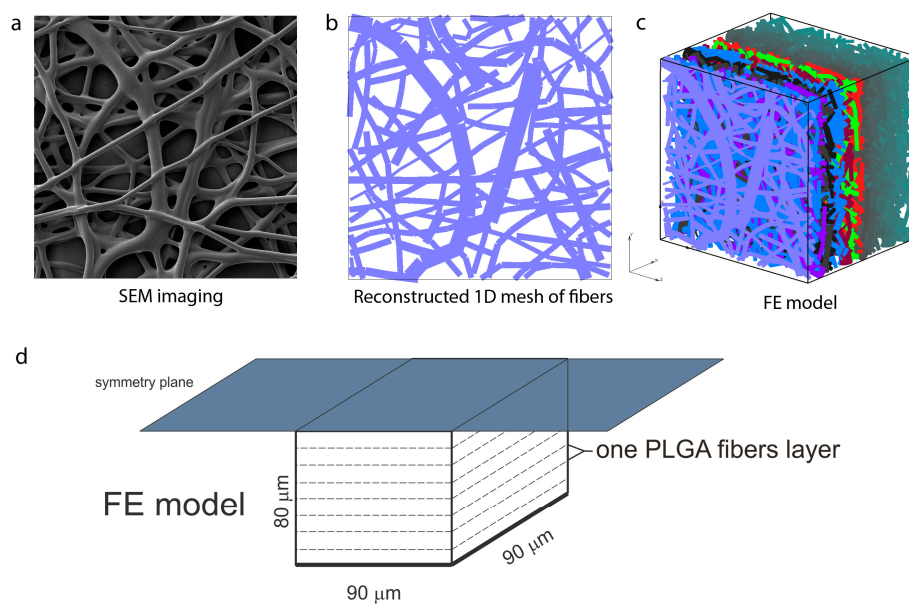 a
b
c
SEM imaging
Reconstructed 1D mesh of fibers
FE model
Y
X
Z
d
symmetry plane
one PLGA fibers layer
FE model
80 μm
90 μm
90 μm